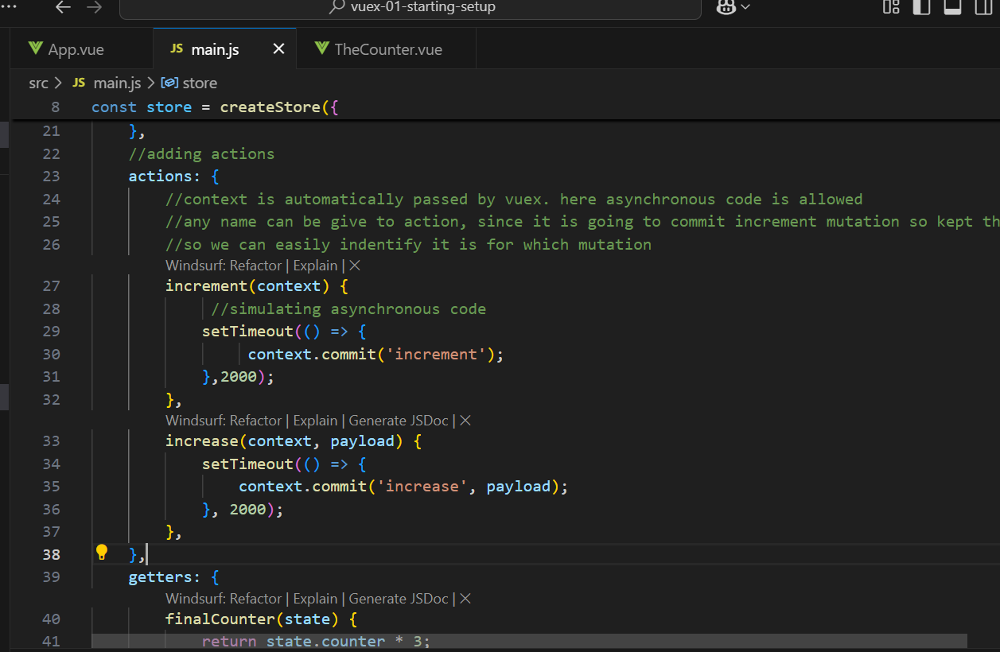 vuex-01-starting-setup
App.vue JS main.js TheCounter.vue
src > JS main.js > store
8 const store = createStore({
21 },
22 //adding actions
23 actions: {
24 //context is automatically passed by vuex. here asynchronous code is allowed
25 //any name can be give to action, since it is going to commit increment mutation so kept th
26 //so we can easily indentify it is for which mutation
Windsurf: Refactor | Explain | ×
27 increment(context) {
28 //simulating asynchronous code
29 setTimeout(() => {
30 context.commit('increment');
31 },2000);
32 },
Windsurf: Refactor | Explain | Generate JSDoc | ×
33 increase(context, payload) {
34 setTimeout(() => {
35 context.commit('increase', payload);
36 }, 2000);
37 },
38 },
39 getters: {
Windsurf: Refactor | Explain | Generate JSDoc | ×
40 finalCounter(state) {
41 return state.counter * 3;